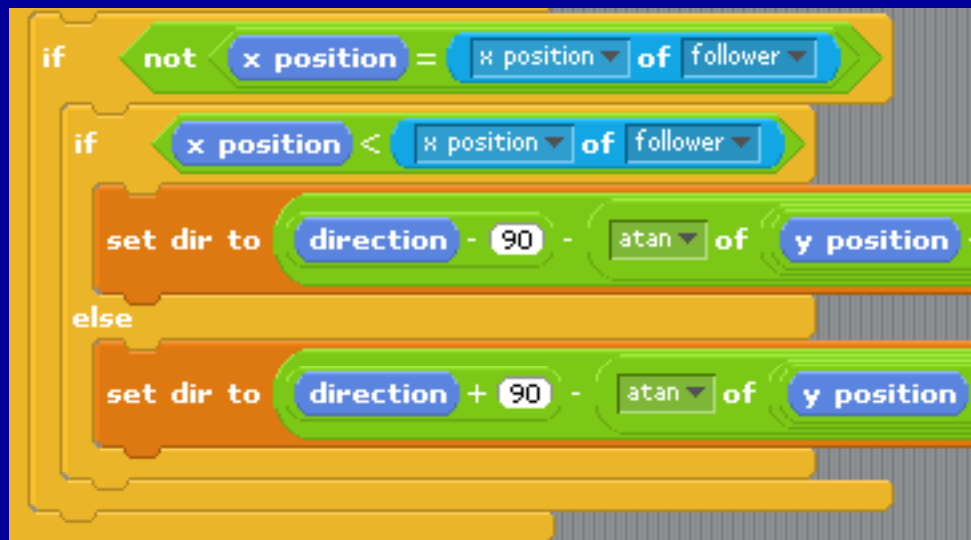 if not x position = x position of follower
if x position < x position of follower
set dir to direction - 90 - atan of y position -
else
set dir to direction + 90 - atan of y position